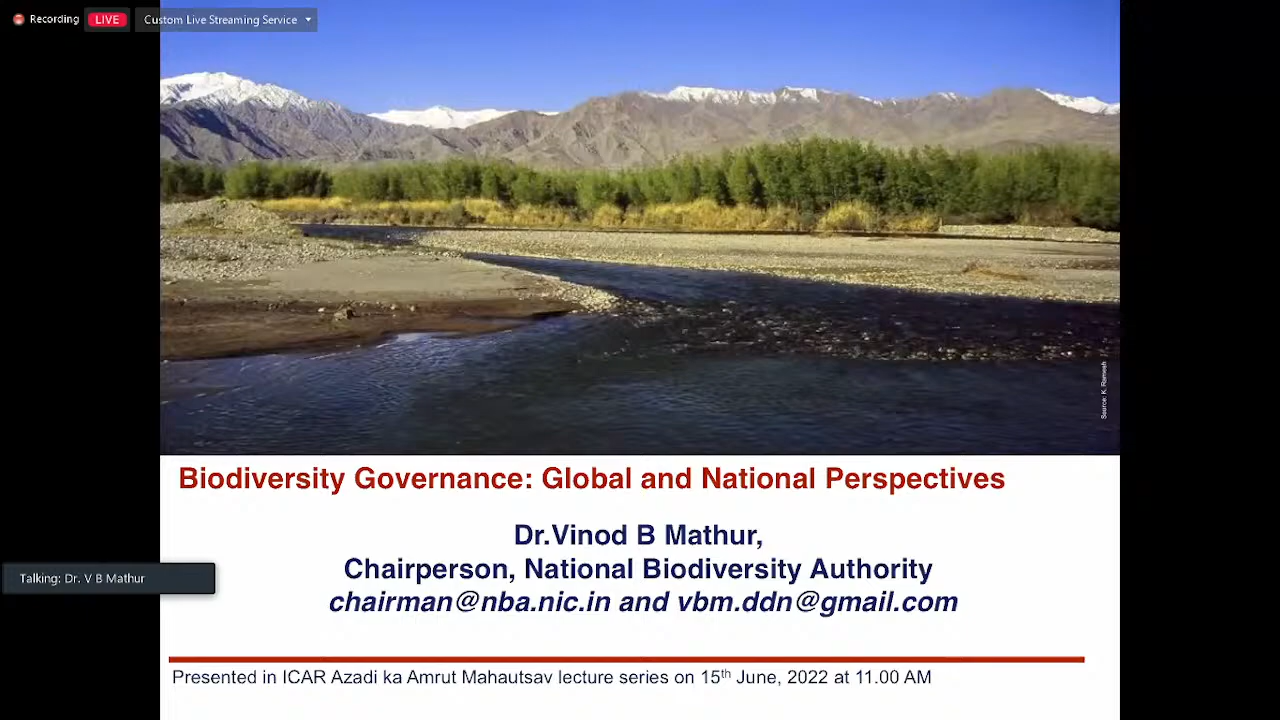 Recording LIVE Custom Live Streaming Service
Source: K. Ramesh
Biodiversity Governance: Global and National Perspectives
Dr.Vinod B Mathur,
Chairperson, National Biodiversity Authority
Talking: Dr. V B Mathur
chairman@nba.nic.in and vbm.ddn@gmail.com
Presented in ICAR Azadi ka Amrut Mahautsav lecture series on 15th June, 2022 at 11.00 AM